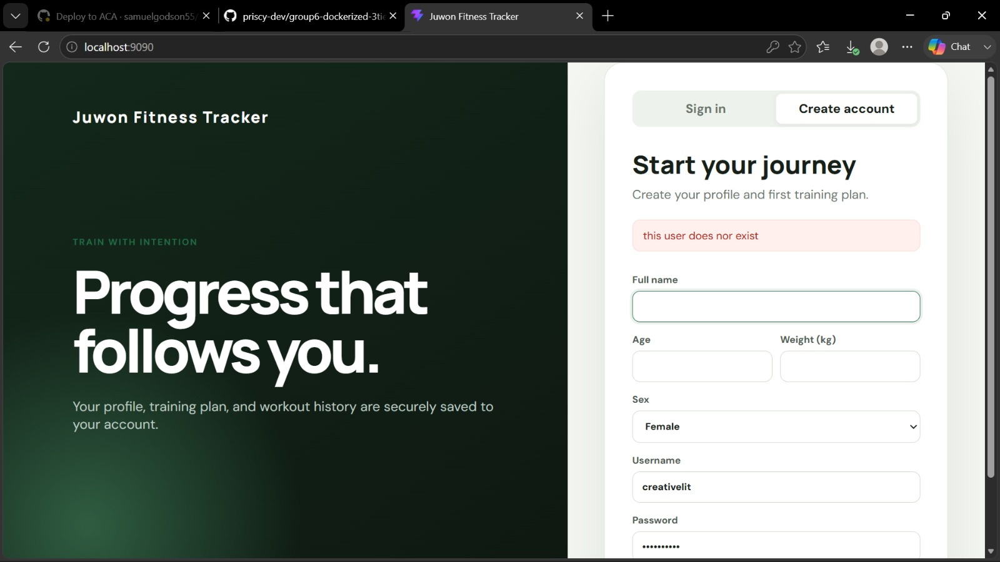 Deploy to ACA · samuelgodson55/
priscy-dev/group6-dockerized-3tie
Juwon Fitness Tracker
localhost:9090
Chat
Juwon Fitness Tracker
TRAIN WITH INTENTION
Progress that
follows you.
Your profile, training plan, and workout history are securely saved to
your account.
Sign in
Create account
Start your journey
Create your profile and first training plan.
this user does nor exist
Full name
Age
Weight (kg)
Sex
Female
Username
creativelit
Password
••••••••••